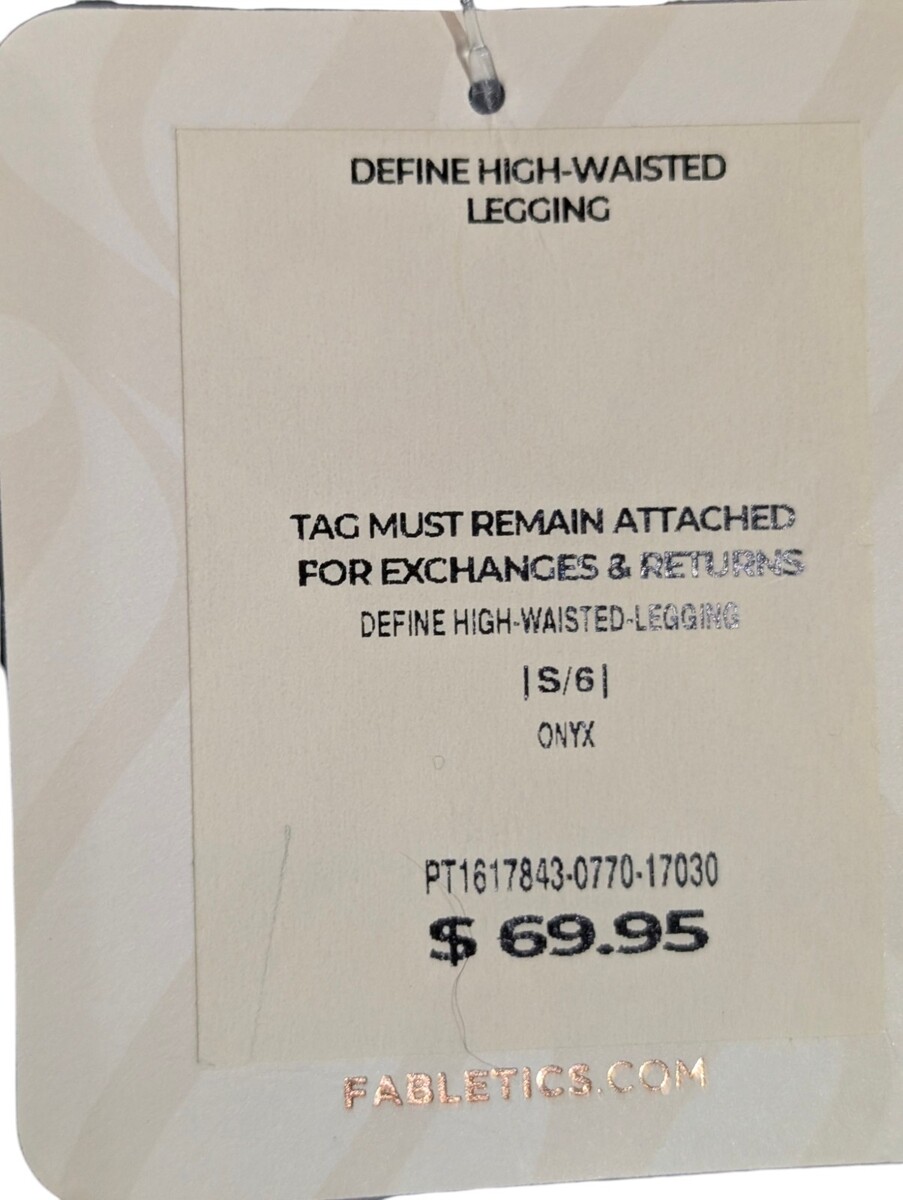 DEFINE HIGH-WAISTED
LEGGING
TAG MUST REMAIN ATTACHED
FOR EXCHANGES & RETURNS
DEFINE HIGH-WAISTED-LEGGING
|S/6|
ONYX
PT1617843-0770-17030
$ 69.95
FABLETICS.COM